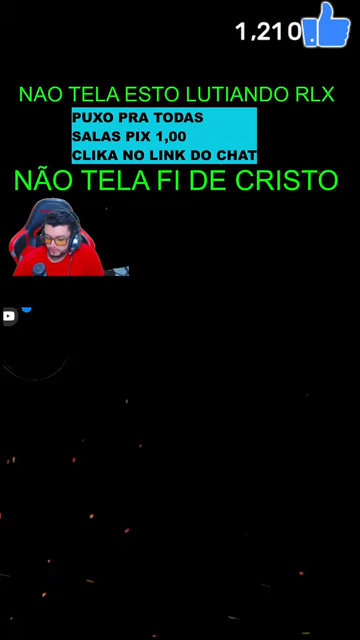 1,210
NAO TELA ESTO LUTIANDO RLX
PUXO PRA TODAS
SALAS PIX 1,00
CLIKA NO LINK DO CHAT
NÃO TELA FI DE CRISTO